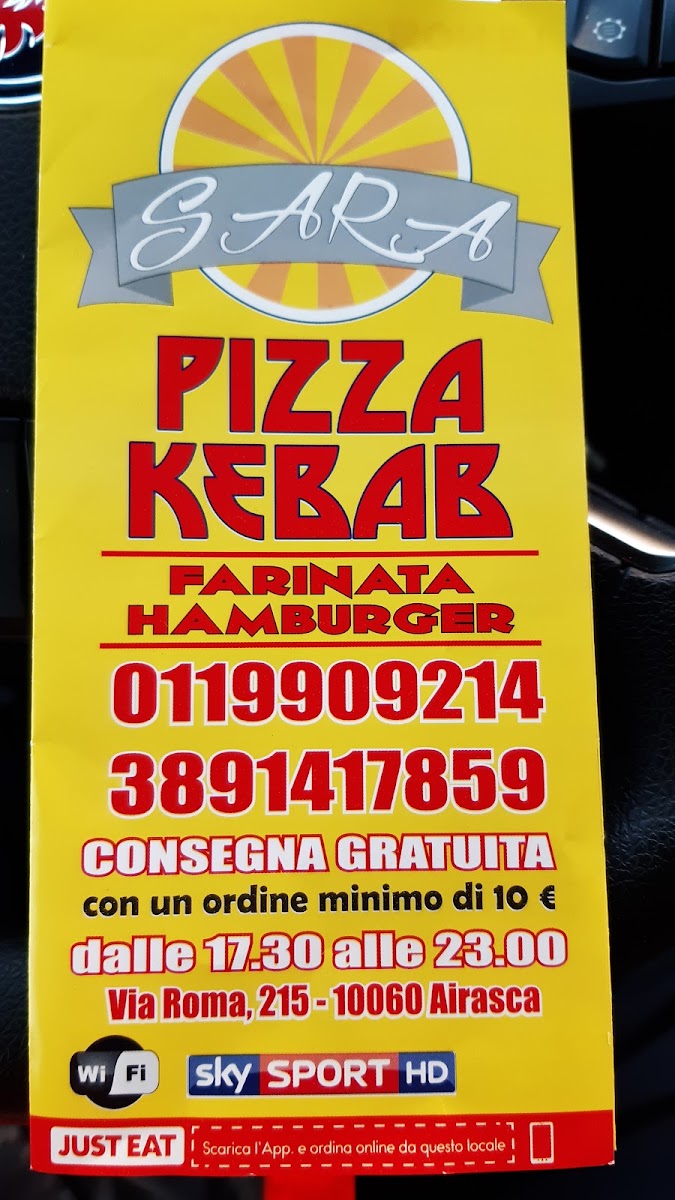 SARA
PIZZA
KEBAB
FARINATA
HAMBURGER
0119909214
3891417859
CONSEGNA GRATUITA
con un ordine minimo di 10 €
dalle 17.30 alle 23.00
Via Roma, 215 - 10060 Airasca
Wi Fi
sky SPORT HD
JUST EAT Scarica l'App. e ordina online da questo locale